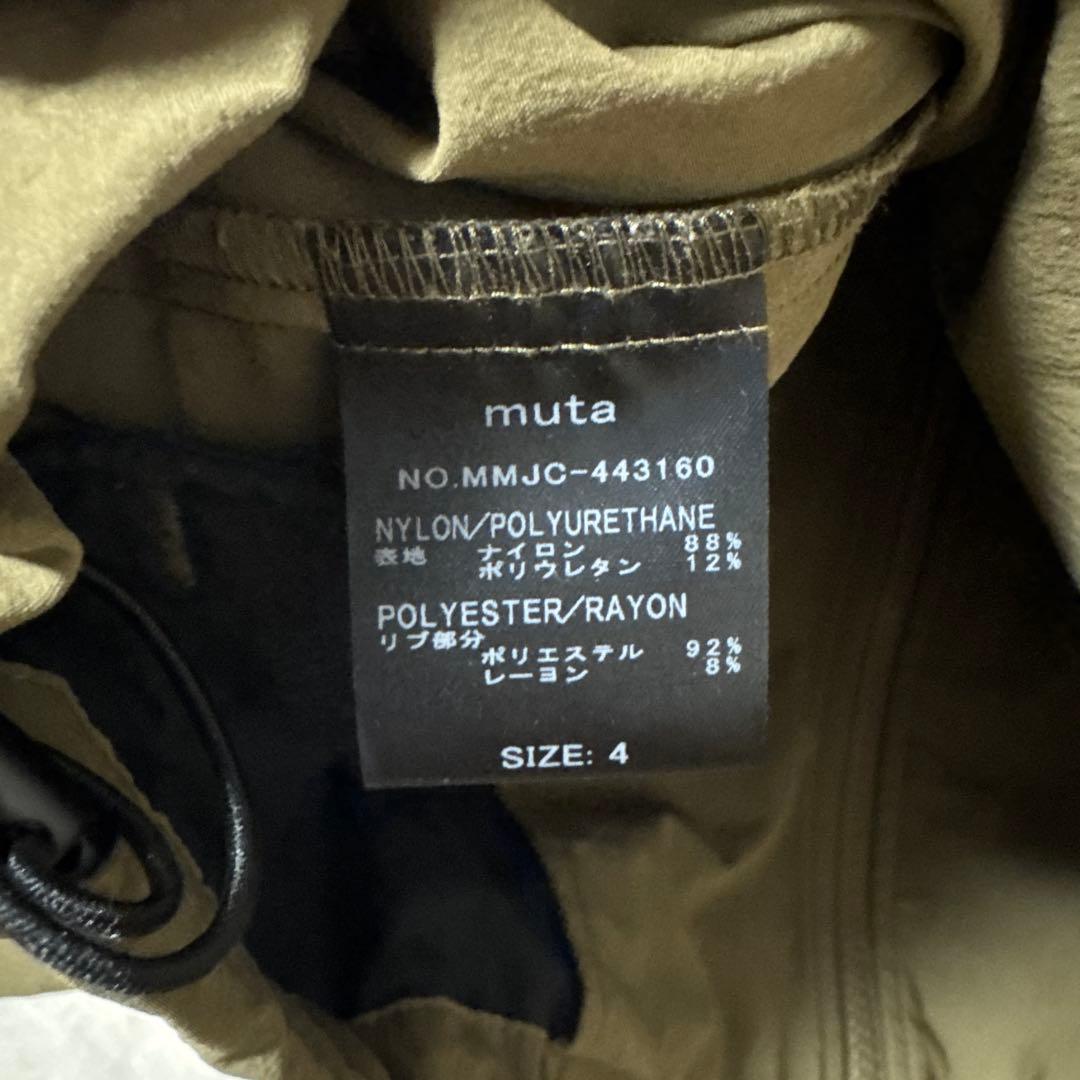 muta
NO.MMJC-443160
NYLON/POLYURETHANE
表地 ナイロン 88%
ポリウレタン 12%
POLYESTER/RAYON
リブ部分
ポリエステル 92%
レーヨン 8%
SIZE: 4